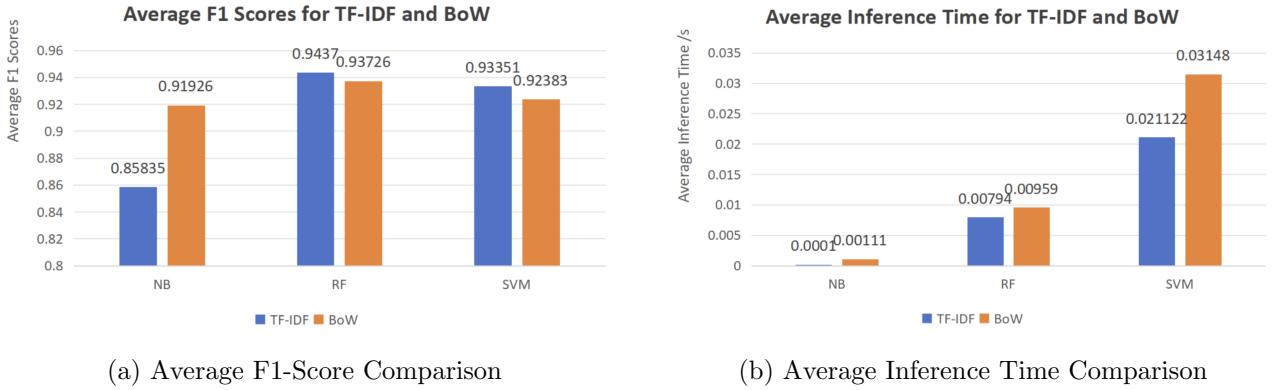 Average F1 Scores for TF-IDF and BoW
Average F1 Scores
0.96
0.94
0.92
0.9
0.88
0.86
0.84
0.82
0.8
0.85835
0.91926
0.9437
0.93726
0.93351
0.92383
NB
RF
SVM
TF-IDF
BoW
(a) Average F1-Score Comparison
Average Inference Time for TF-IDF and BoW
Average Inference Time /s
0.035
0.03
0.025
0.02
0.015
0.01
0.005
0
0.0001
0.00111
0.00794
0.00959
0.021122
0.03148
NB
RF
SVM
TF-IDF
BoW
(b) Average Inference Time Comparison